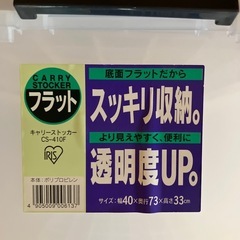 CARRY
STOCKER
フラット
キャリーストッカー
CS-410F
IRIS
本体:ポリプロピレン
4905009006137
底面フラットだから
スッキリ収納。
より見えやすく、便利に
透明度UP。
サイズ:幅40×奥行73×高さ33cm